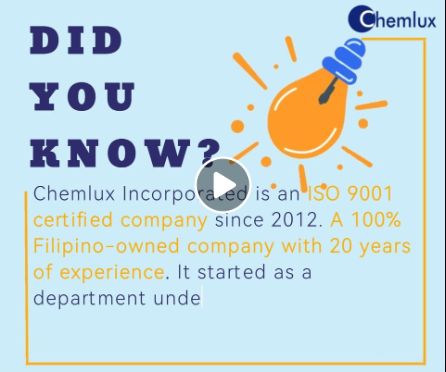 Chemlux
DID
YOU
KNOW?
Chemlux Incorporated is an ISO 9001
certified company since 2012. A 100%
Filipino-owned company with 20 years
of experience. It started as a
department unde